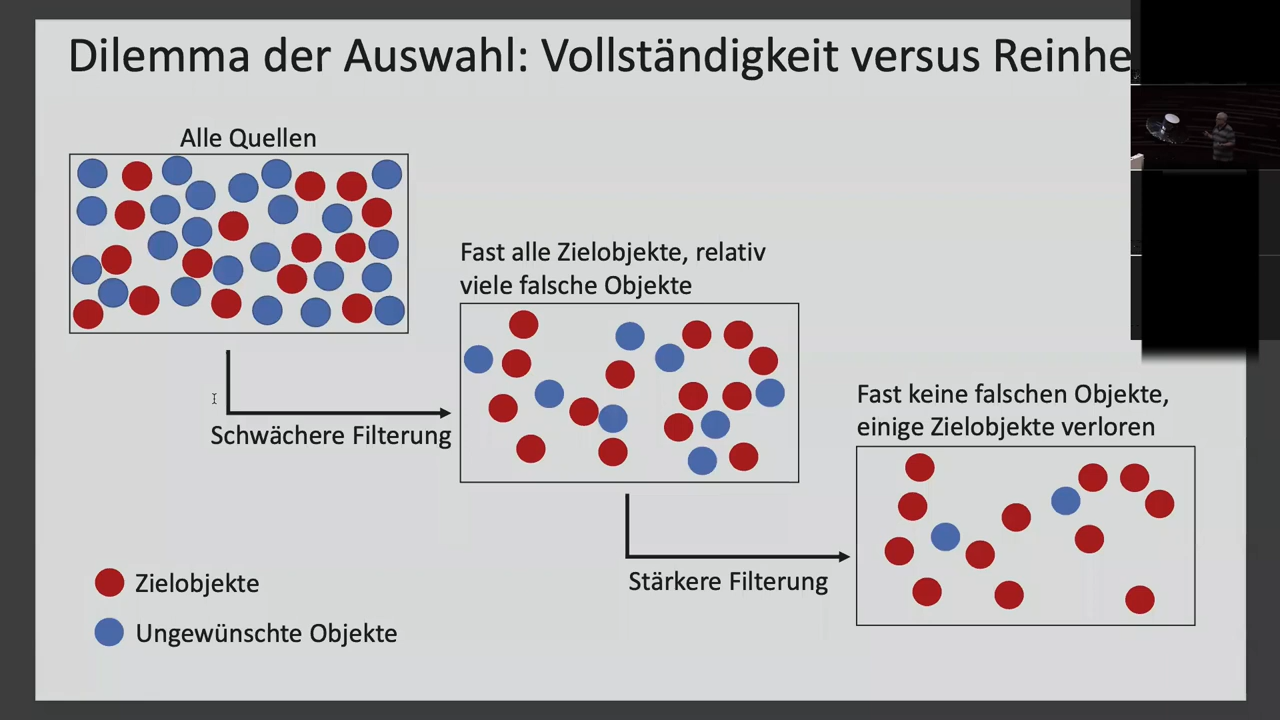 Dilemma der Auswahl: Vollständigkeit versus Reinhe
Alle Quellen
Fast alle Zielobjekte, relativ
viele falsche Objekte
Schwächere Filterung
Fast keine falschen Objekte,
einige Zielobjekte verloren
Stärkere Filterung
Zielobjekte
Ungewünschte Objekte